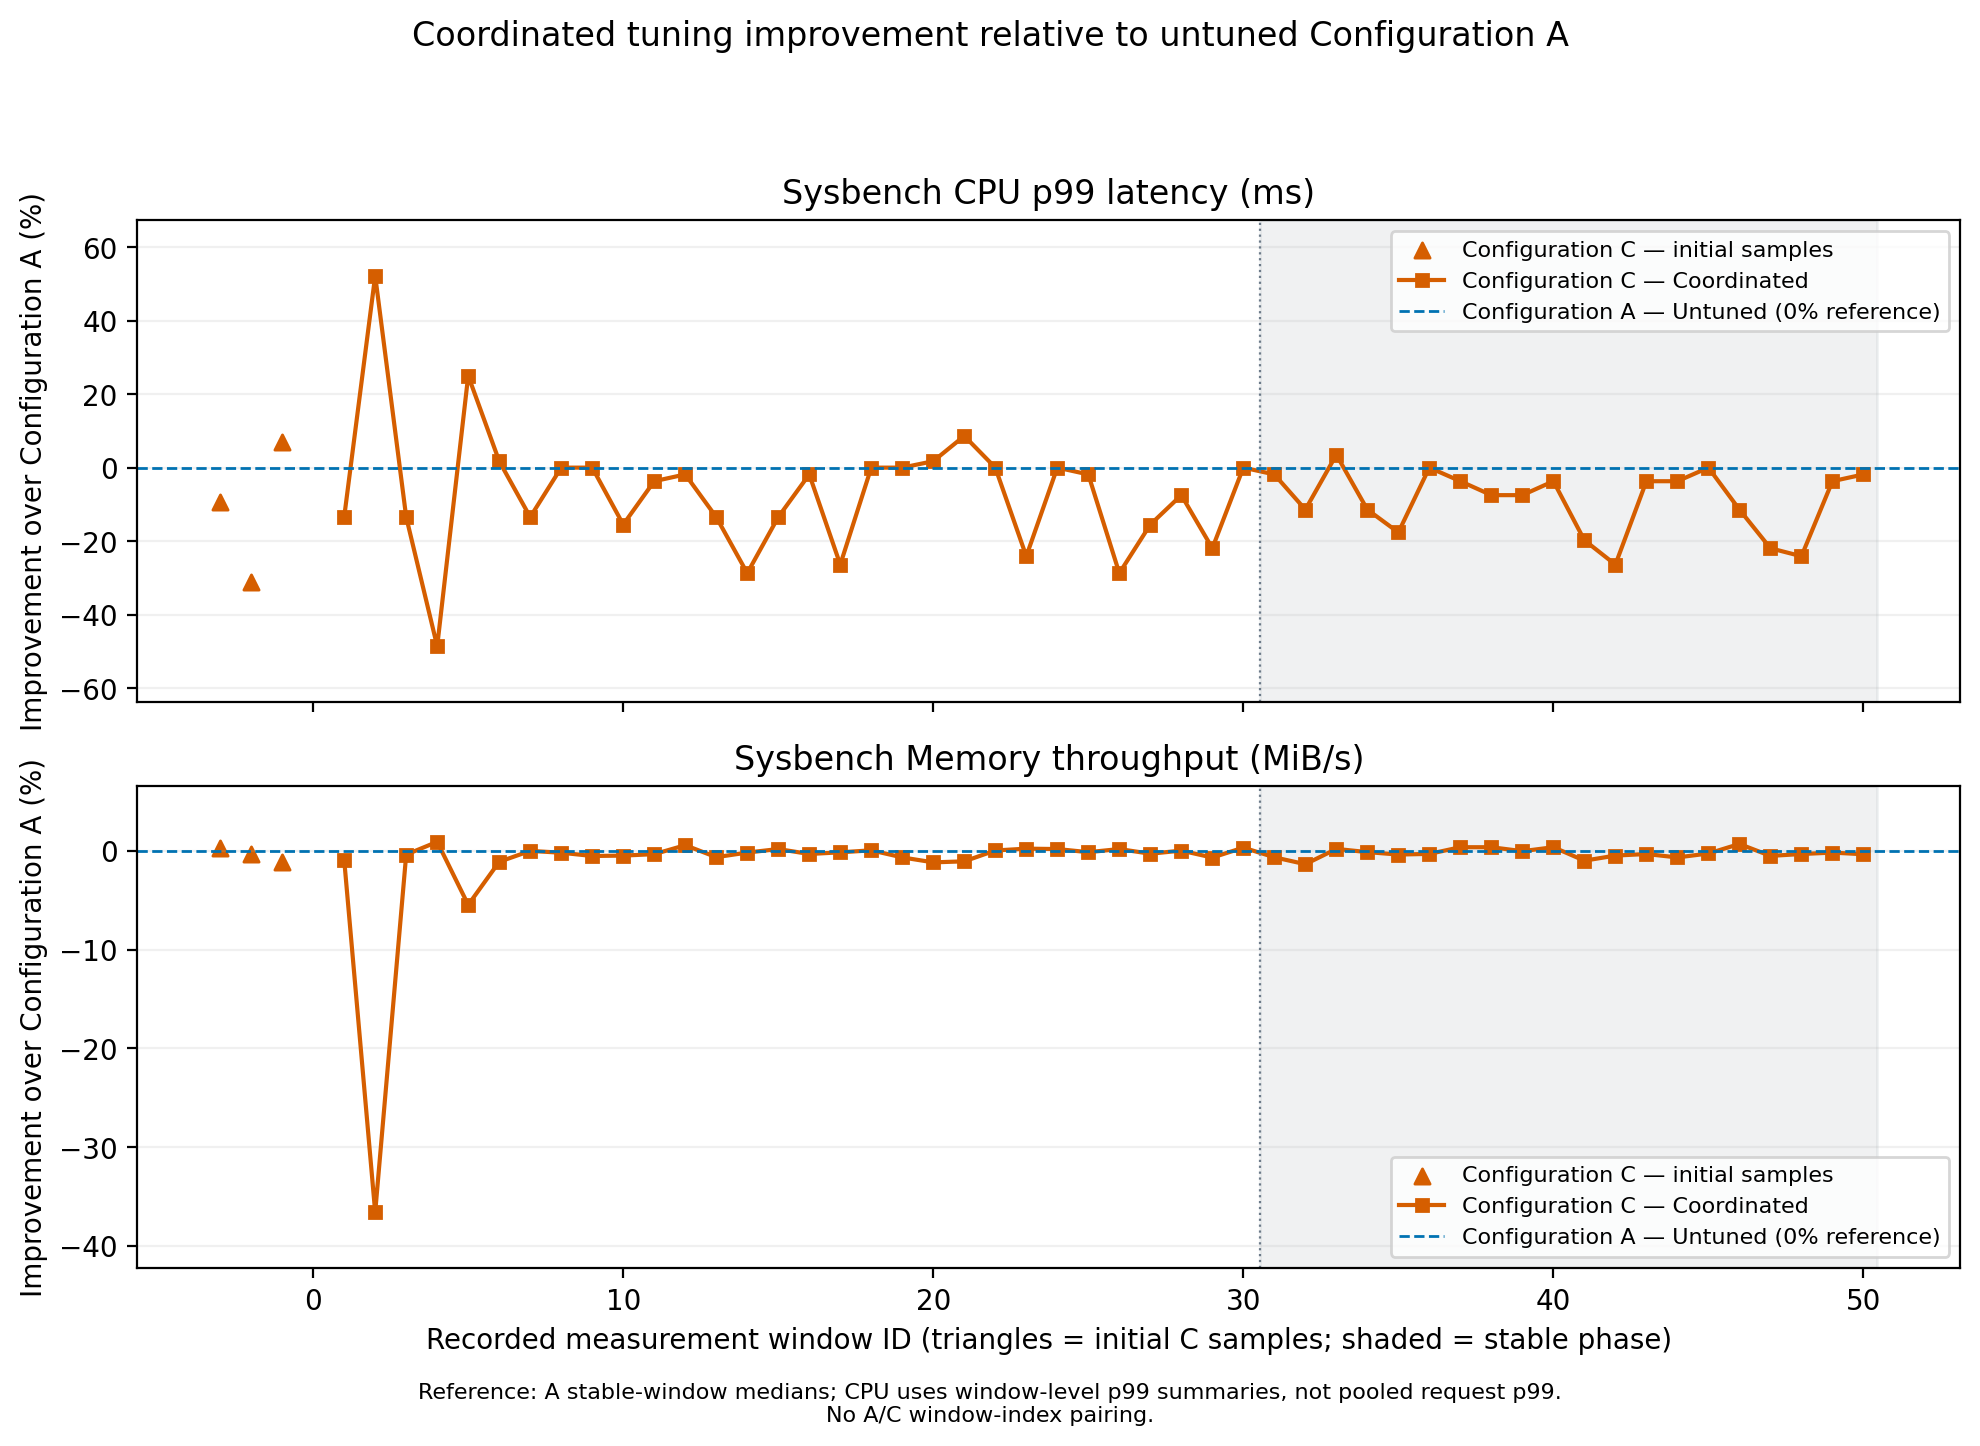 Coordinated tuning improvement relative to untuned Configuration A
Sysbench CPU p99 latency (ms)
Improvement over Configuration A (%)
60
40
20
0
−20
−40
−60
Configuration C — initial samples
Configuration C — Coordinated
Configuration A — Untuned (0% reference)
Sysbench Memory throughput (MiB/s)
Improvement over Configuration A (%)
0
−10
−20
−30
−40
Configuration C — initial samples
Configuration C — Coordinated
Configuration A — Untuned (0% reference)
0 10 20 30 40 50
Recorded measurement window ID (triangles = initial C samples; shaded = stable phase)
Reference: A stable-window medians; CPU uses window-level p99 summaries, not pooled request p99.
No A/C window-index pairing.